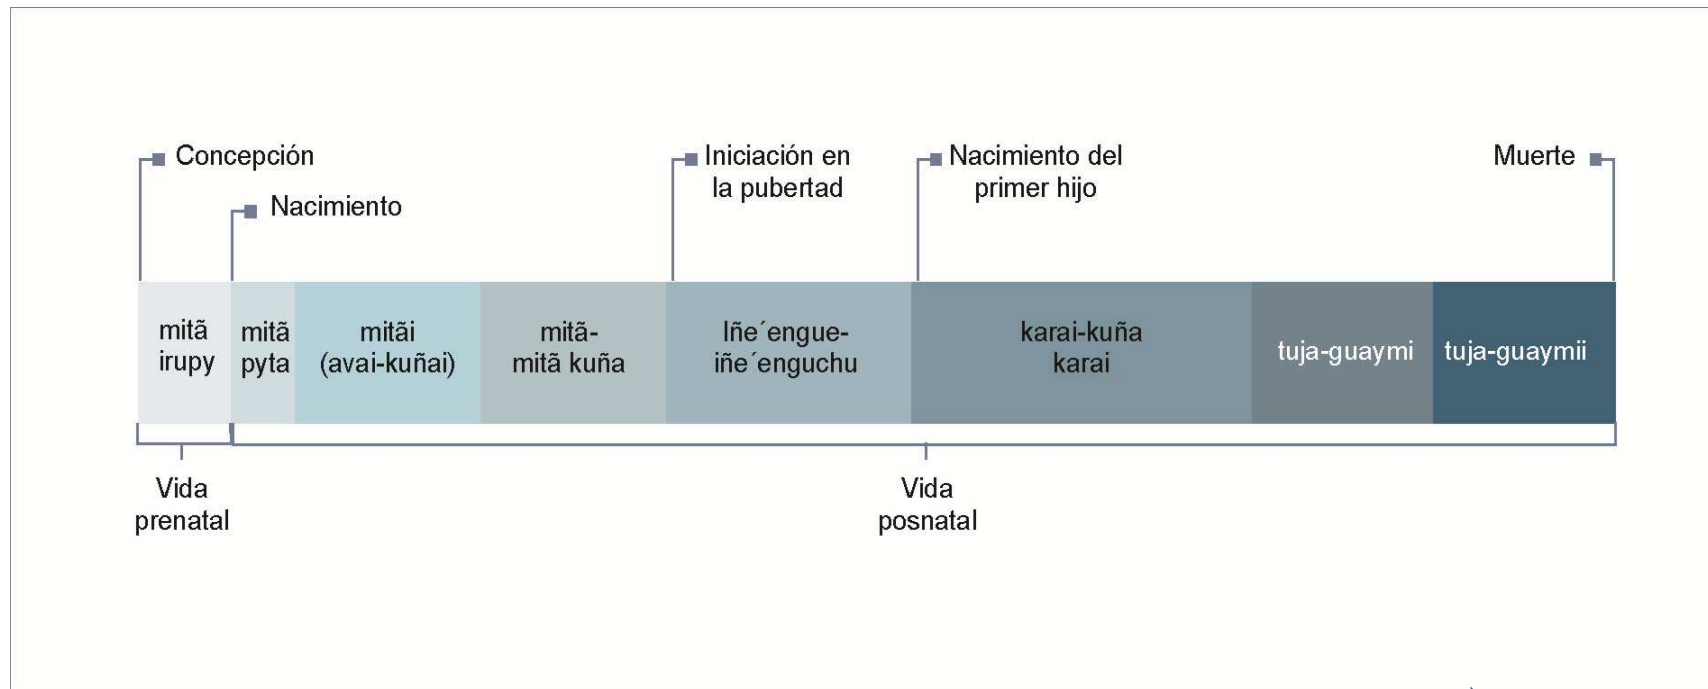 Concepción
Nacimiento
Iniciación en
la pubertad
Nacimiento del
primer hijo
Muerte
mitã
irupy
mitã
pyta
mitãi
(avai-kuñai)
mitã-
mitã kuña
Iñe´engue-
iñe´enguchu
karai-kuña
karai
tuja-guaymi
tuja-guaymii
Vida
prenatal
Vida
posnatal